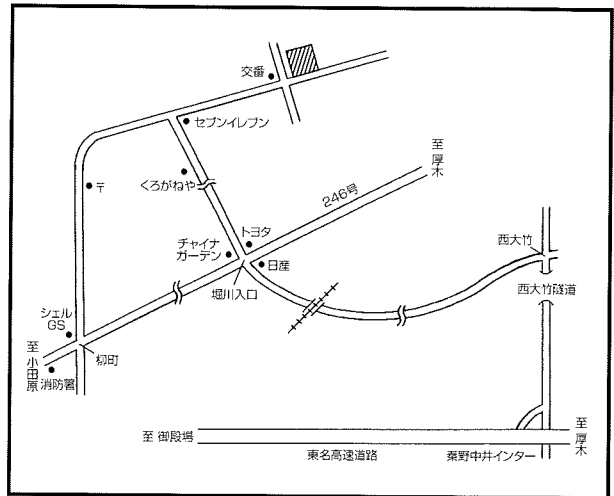 交番
セブンイレブン
至
厚
木
〒
くろがねや
246号
トヨタ
西大竹
チャイナ
ガーデン
日産
西大竹隧道
堀川入口
シェル
GS
至
小
田
原
柳町
消防署
至 御殿場
至
厚
木
東名高速道路
秦野中井インター